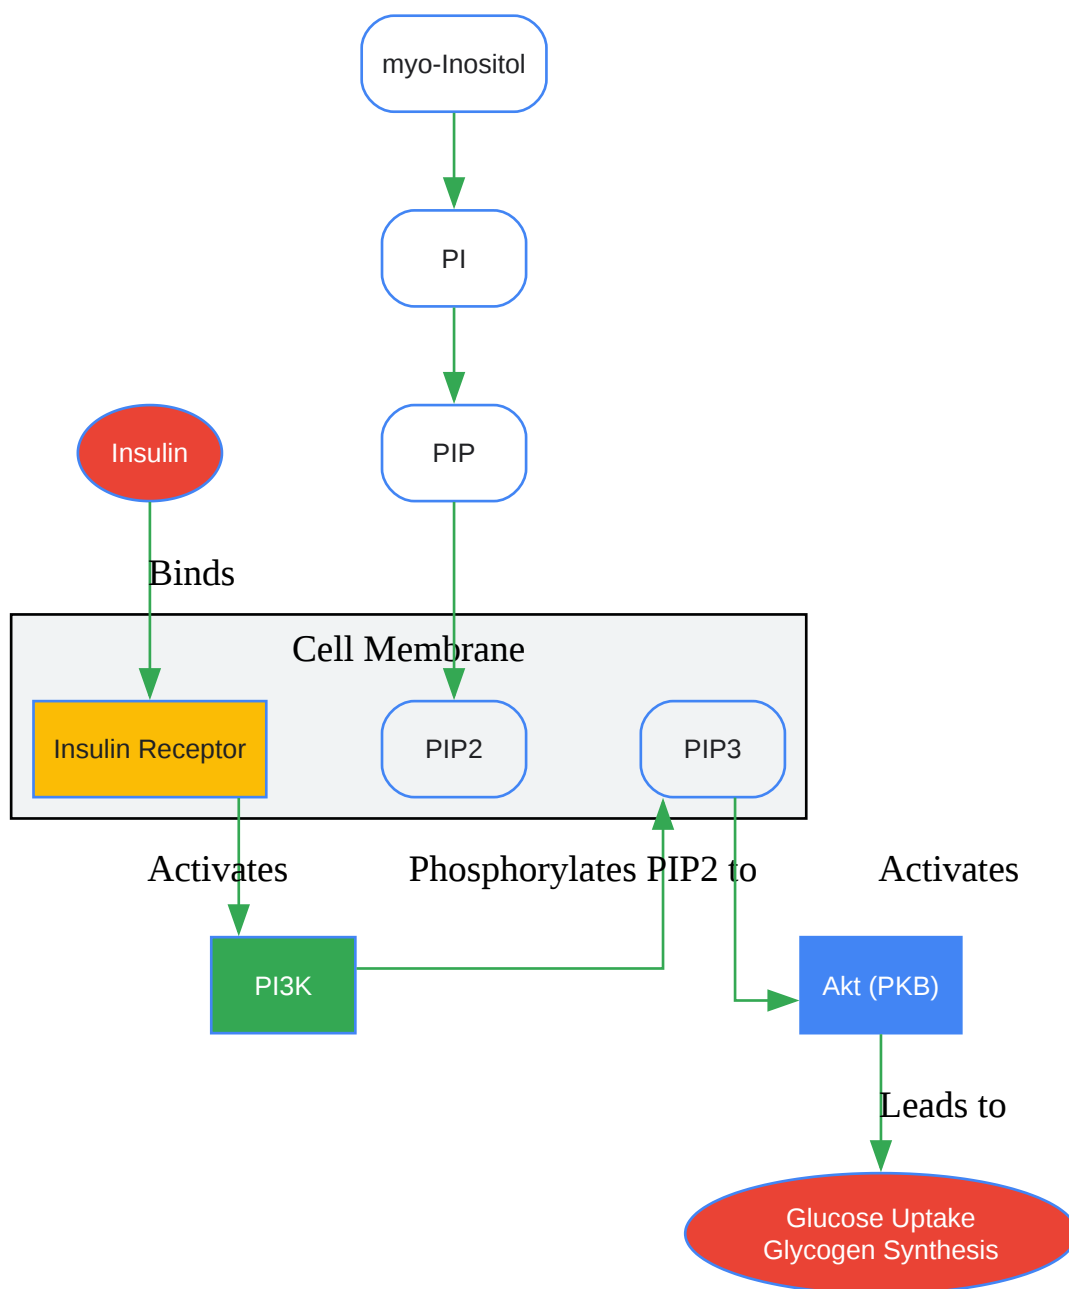 myo-Inositol
PI
PIP
Insulin
Binds
Cell Membrane
Insulin Receptor
PIP2
PIP3
Activates
Phosphorylates PIP2 to
Activates
PI3K
Akt (PKB)
Leads to
Glucose Uptake
Glycogen Synthesis